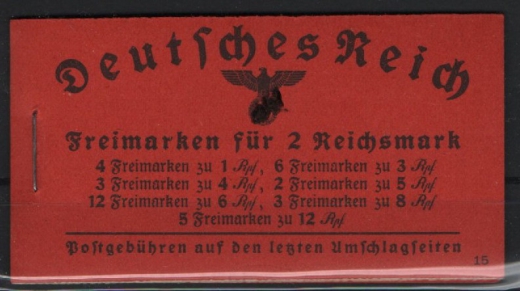 Deutſches Reich
Freimarken für 2 Reichsmark
4 Freimarken zu 1 Rpf, 6 Freimarken zu 3 Rpf
3 Freimarken zu 4 Rpf, 2 Freimarken zu 5 Rpf
12 Freimarken zu 6 Rpf, 3 Freimarken zu 8 Rpf
5 Freimarken zu 12 Rpf
Poſtgebühren auf den letzten Umſchlagſeiten
15